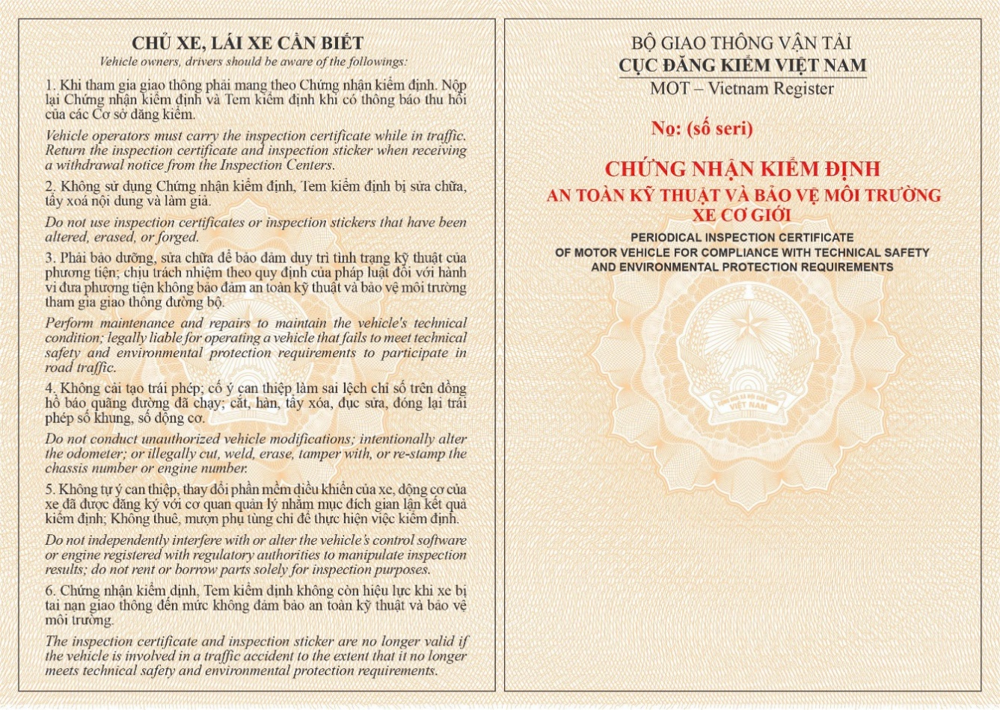 CHỦ XE, LÁI XE CẦN BIẾT
Vehicle owners, drivers should be aware of the followings:
1. Khi tham gia giao thông phải mang theo Chứng nhận kiểm định. Nộp
lại Chứng nhận kiểm định và Tem kiểm định khi có thông báo thu hồi
của các Cơ sở đăng kiểm.
Vehicle operators must carry the inspection certificate while in traffic.
Return the inspection certificate and inspection sticker when receiving
a withdrawal notice from the Inspection Centers.
2. Không sử dụng Chứng nhận kiểm định, Tem kiểm định bị sửa chữa,
tẩy xoá nội dung và làm giả.
Do not use inspection certificates or inspection stickers that have been
altered, erased, or forged.
3. Phải bảo dưỡng, sửa chữa để bảo đảm duy trì tình trạng kỹ thuật của
phương tiện; chịu trách nhiệm theo quy định của pháp luật đối với hành
vi đưa phương tiện không bảo đảm an toàn kỹ thuật và bảo vệ môi trường
tham gia giao thông đường bộ.
Perform maintenance and repairs to maintain the vehicle's technical
condition; legally liable for operating a vehicle that fails to meet technical
safety and environmental protection requirements to participate in
road traffic.
4. Không cải tạo trái phép; cố ý can thiệp làm sai lệch chỉ số trên đồng
hồ báo quãng đường đã chạy; cắt, hàn, tẩy xóa, đục sửa, đóng lại trái
phép số khung, số động cơ.
Do not conduct unauthorized vehicle modifications; intentionally alter
the odometer; or illegally cut, weld, erase, tamper with, or re-stamp the
chassis number or engine number.
5. Không tự ý can thiệp, thay đổi phần mềm điều khiển của xe, động cơ của
xe đã được đăng ký với cơ quan quản lý nhằm mục đích gian lận kết quả
kiểm định; Không thuê, mượn phụ tùng chỉ để thực hiện việc kiểm định.
Do not independently interfere with or alter the vehicle's control software
or engine registered with regulatory authorities to manipulate inspection
results; do not rent or borrow parts solely for inspection purposes.
6. Chứng nhận kiểm định, Tem kiểm định không còn hiệu lực khi xe bị
tai nạn giao thông đến mức không đảm bảo an toàn kỹ thuật và bảo vệ
môi trường.
The inspection certificate and inspection sticker are no longer valid if
the vehicle is involved in a traffic accident to the extent that it no longer
meets technical safety and environmental protection requirements.
BỘ GIAO THÔNG VẬN TẢI
CỤC ĐĂNG KIỂM VIỆT NAM
MOT – Vietnam Register
No: (số seri)
CHỨNG NHẬN KIỂM ĐỊNH
AN TOÀN KỸ THUẬT VÀ BẢO VỆ MÔI TRƯỜNG
XE CƠ GIỚI
PERIODICAL INSPECTION CERTIFICATE
OF MOTOR VEHICLE FOR COMPLIANCE WITH TECHNICAL SAFETY
AND ENVIRONMENTAL PROTECTION REQUIREMENTS
VIỆT NAM